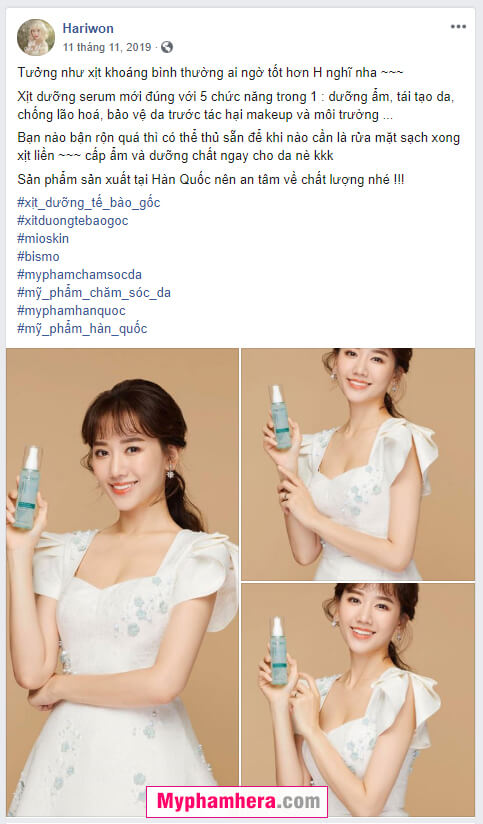 Hariwon
11 tháng 11, 2019 ·
Tưởng như xịt khoáng bình thường ai ngờ tốt hơn H nghĩ nha ~~~
Xịt dưỡng serum mới đúng với 5 chức năng trong 1 : dưỡng ẩm, tái tạo da,
chống lão hoá, bảo vệ da trước tác hại makeup và môi trường ...
Bạn nào bận rộn quá thì có thể thủ sẵn để khi nào cần là rửa mặt sạch xong
xịt liền ~~~ cấp ẩm và dưỡng chất ngay cho da nè kkk
Sản phẩm sản xuất tại Hàn Quốc nên an tâm về chất lượng nhé !!!
#xịt_dưỡng_tế_bào_gốc
#xitduongtebaogoc
#mioskin
#bismo
#myphamchamsocda
#mỹ_phẩm_chăm_sóc_da
#myphamhanquoc
#mỹ_phẩm_hàn_quốc
Myphamhera.com